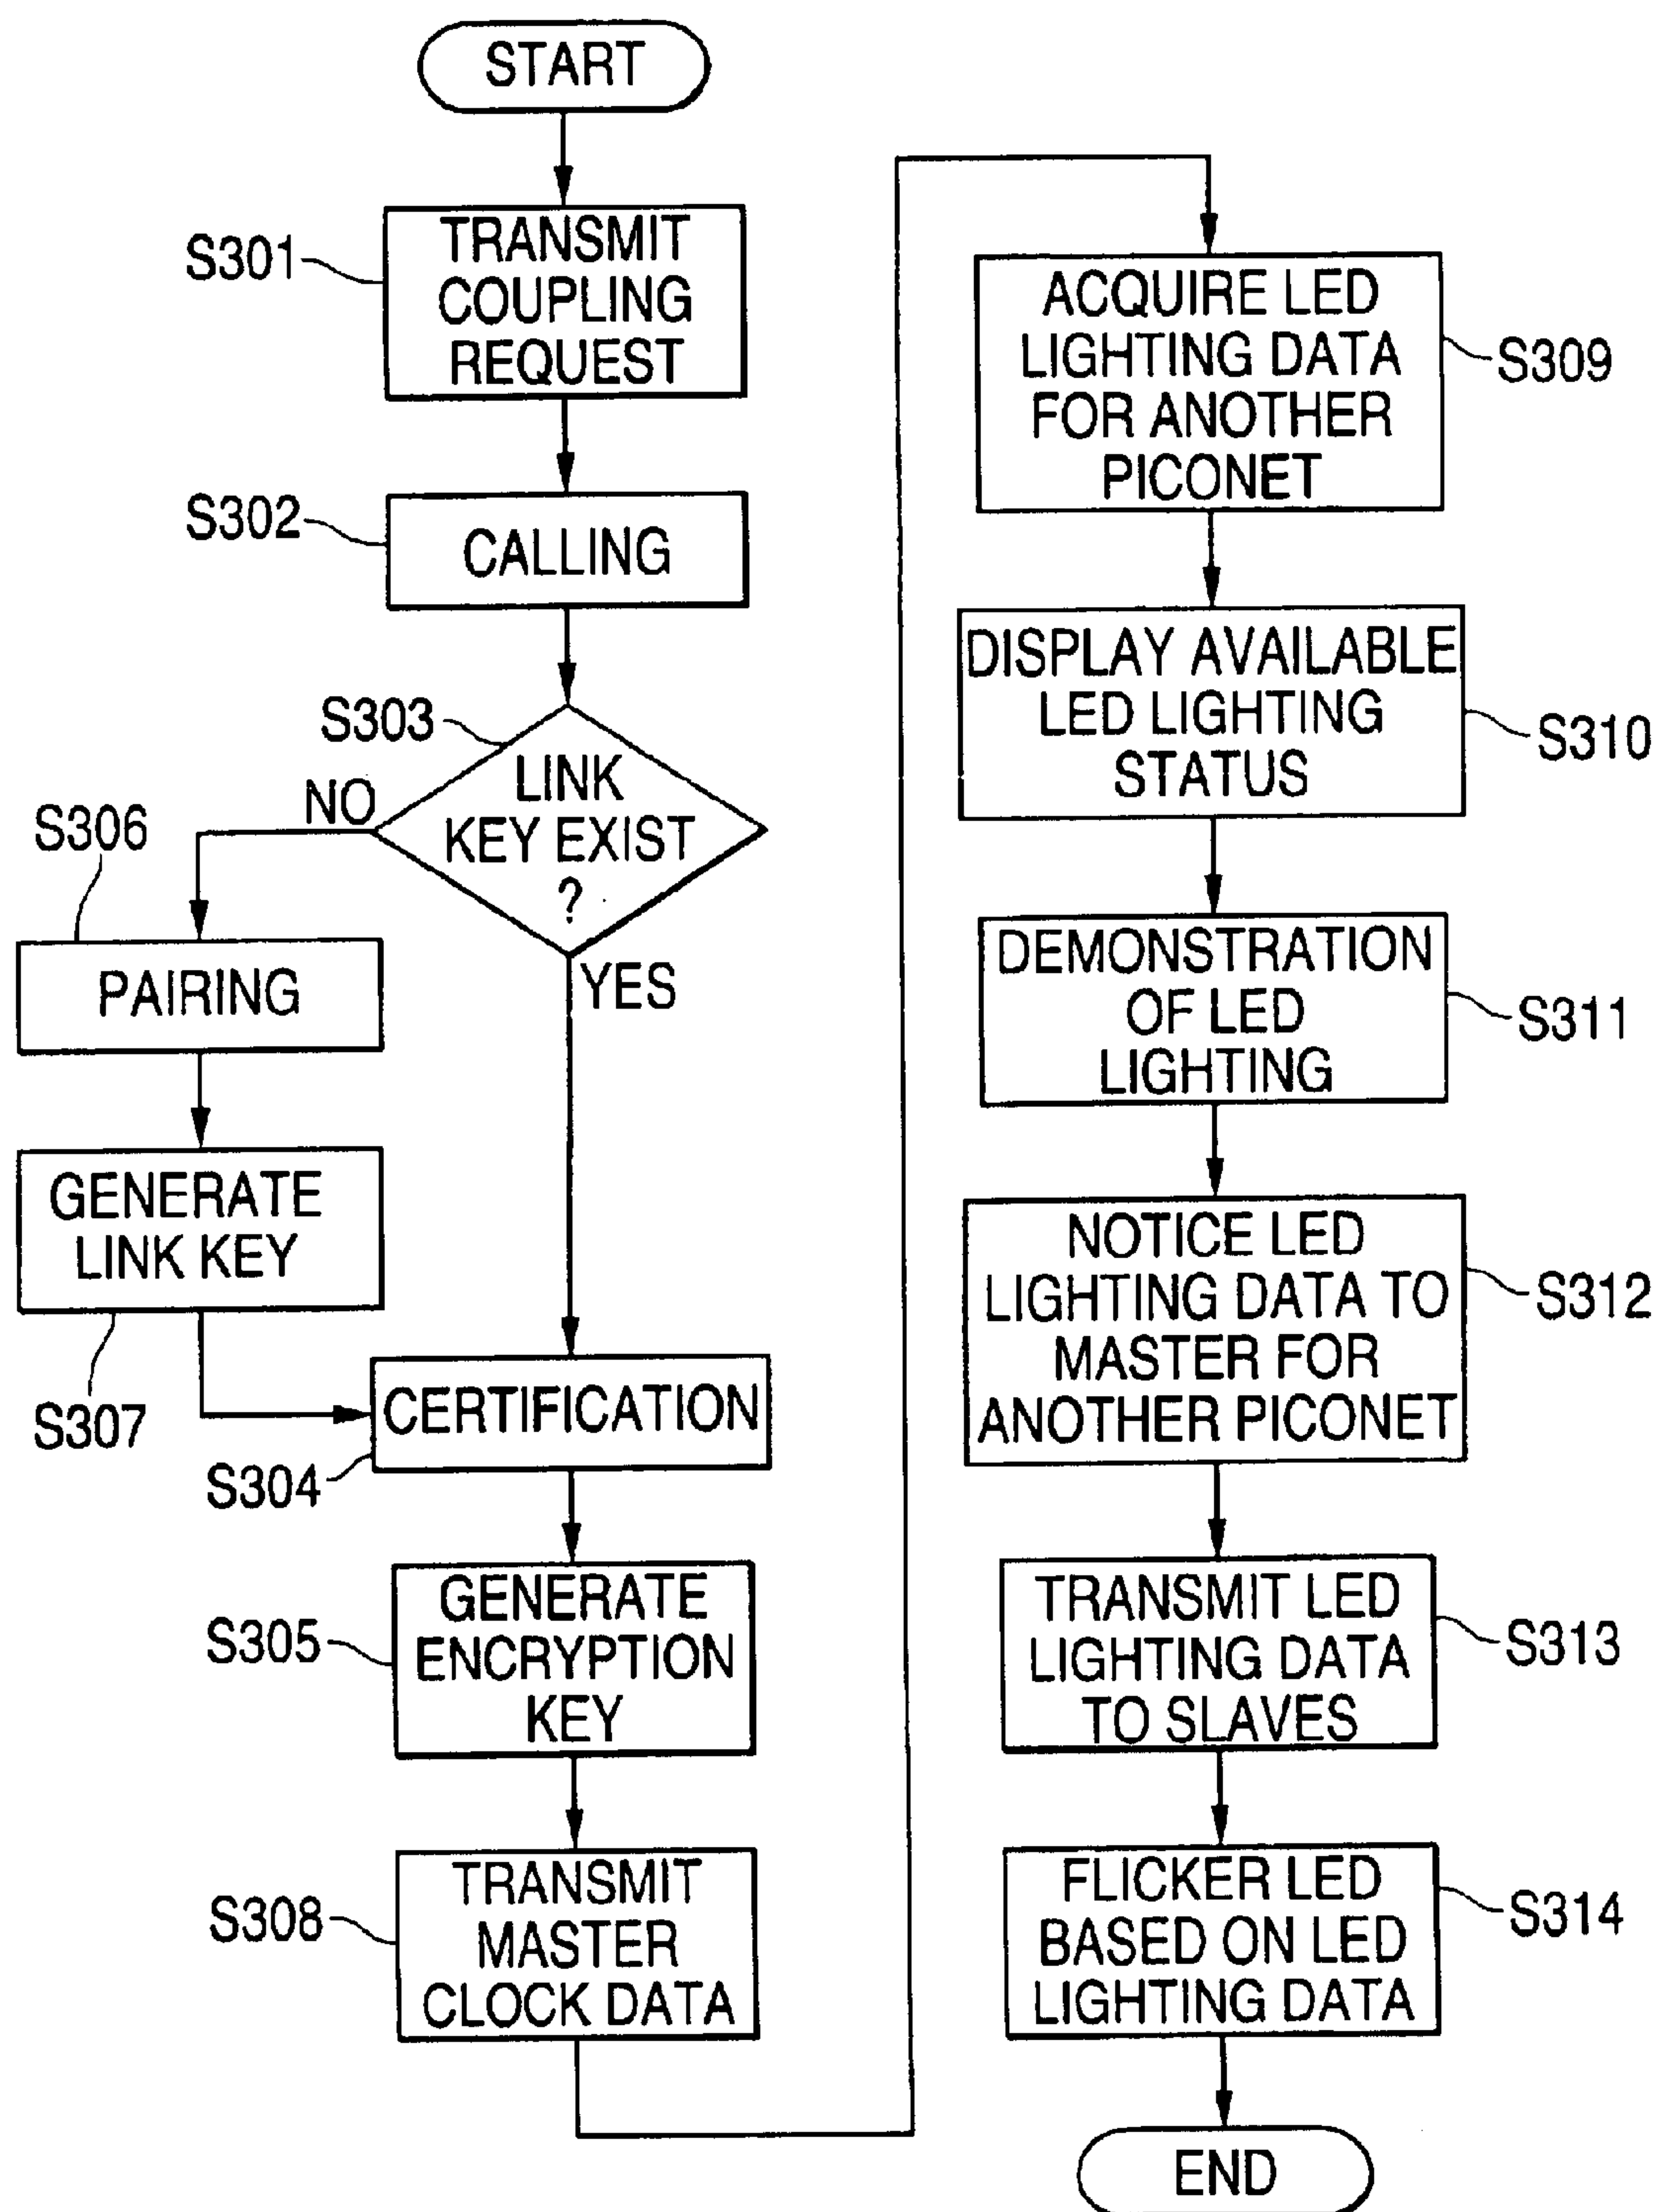 START
S301
TRANSMIT
COUPLING
REQUEST
S302
CALLING
S303
LINK
KEY EXIST
?
NO
YES
S306
PAIRING
GENERATE
LINK KEY
S307
CERTIFICATION
S304
GENERATE
ENCRYPTION
KEY
S305
TRANSMIT
MASTER
CLOCK DATA
S308
ACQUIRE LED
LIGHTING DATA
FOR ANOTHER
PICONET
S309
DISPLAY AVAILABLE
LED LIGHTING
STATUS
S310
DEMONSTRATION
OF LED
LIGHTING
S311
NOTICE LED
LIGHTING DATA TO
MASTER FOR
ANOTHER PICONET
S312
TRANSMIT LED
LIGHTING DATA
TO SLAVES
S313
FLICKER LED
BASED ON LED
LIGHTING DATA
S314
END